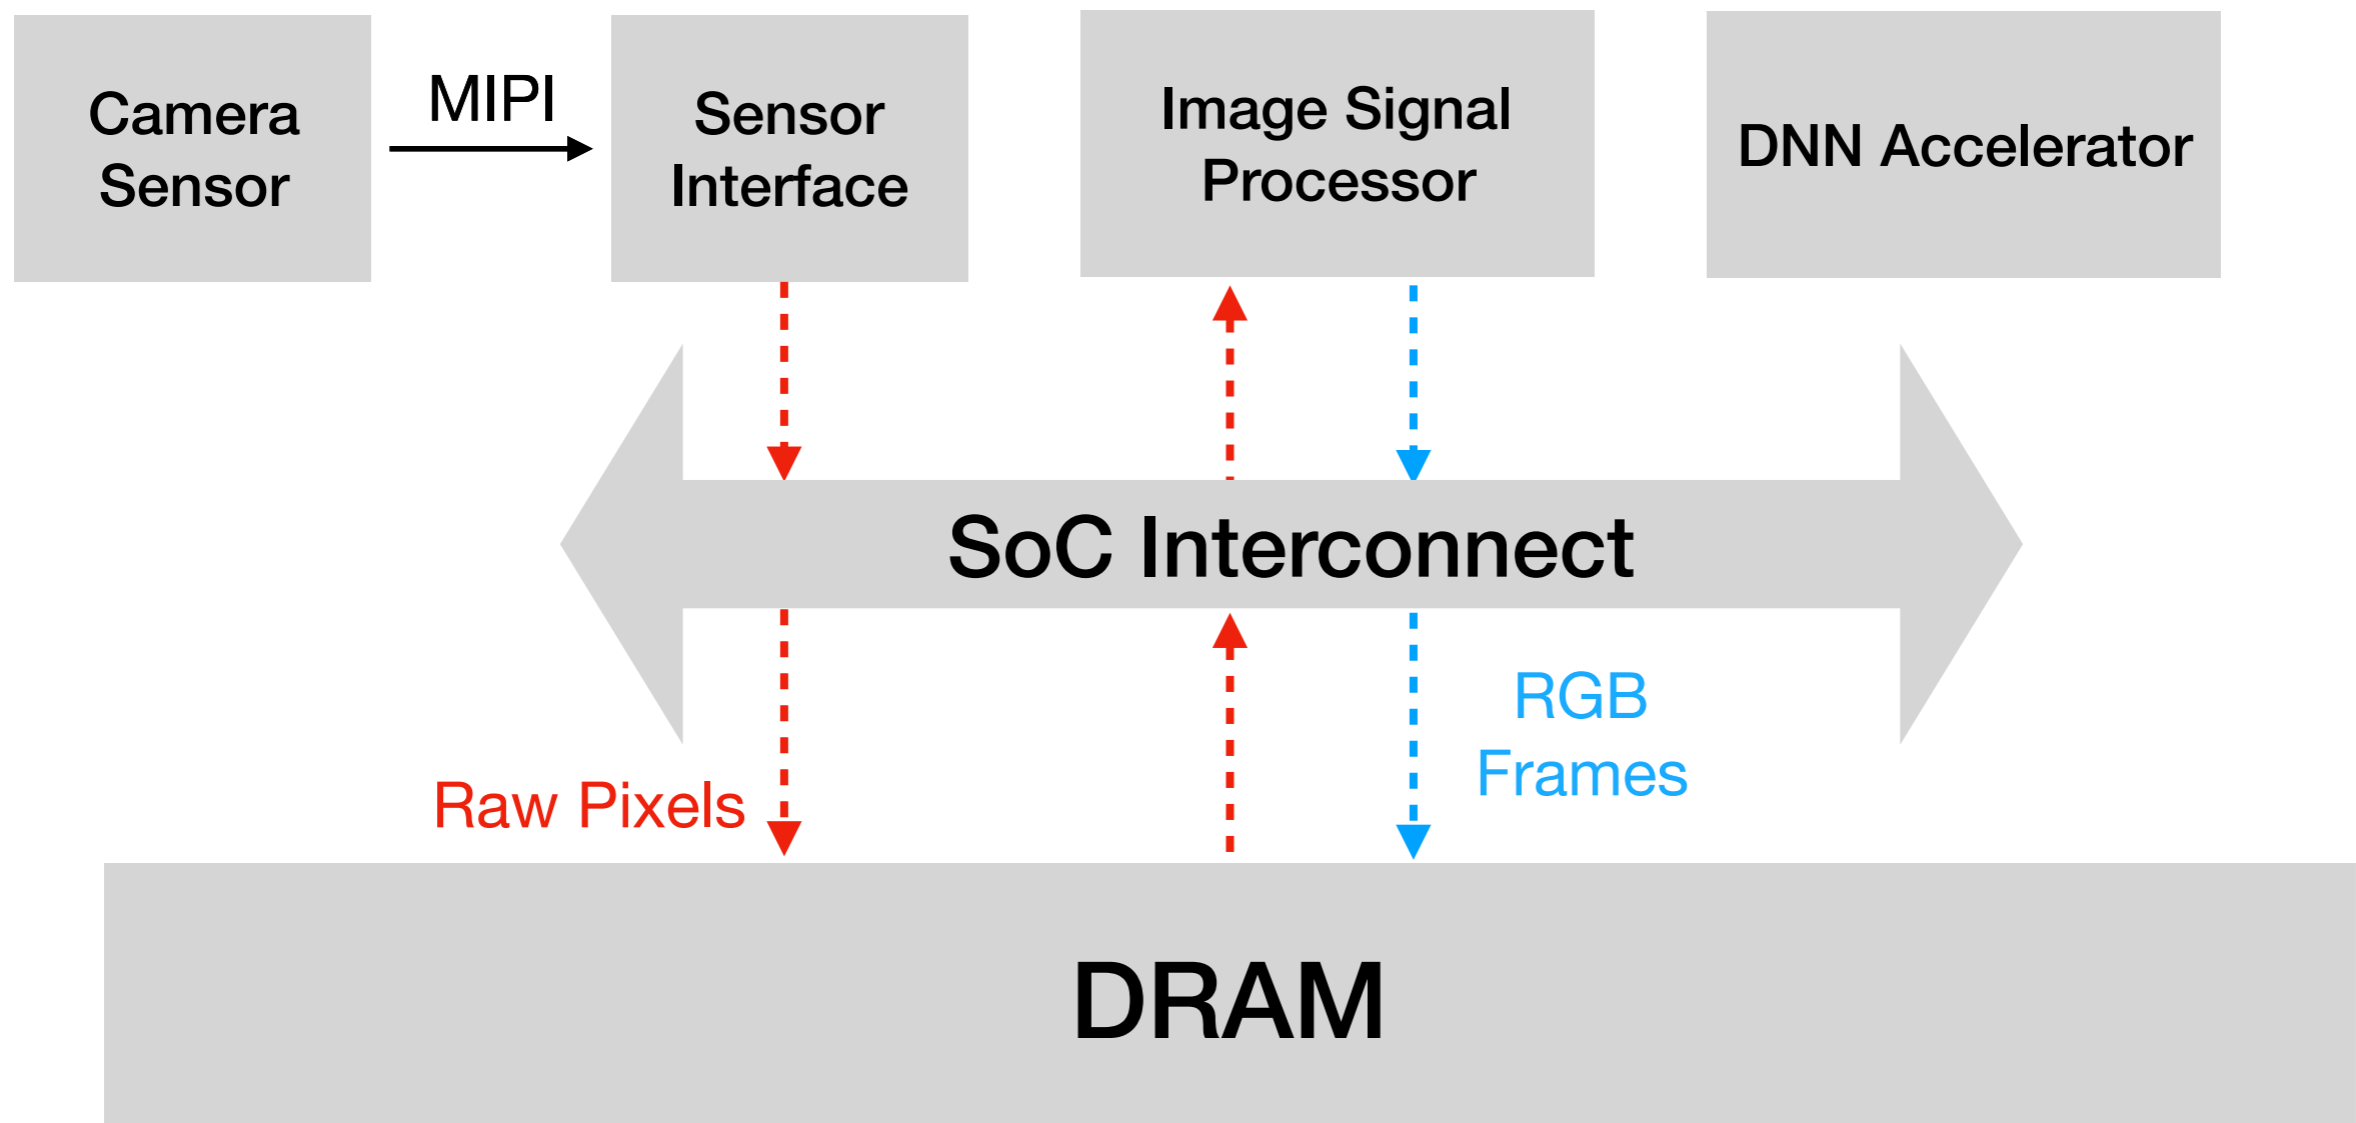 Camera
Sensor
MIPI
Sensor
Interface
Image Signal
Processor
DNN Accelerator
SoC Interconnect
RGB
Frames
Raw Pixels
DRAM